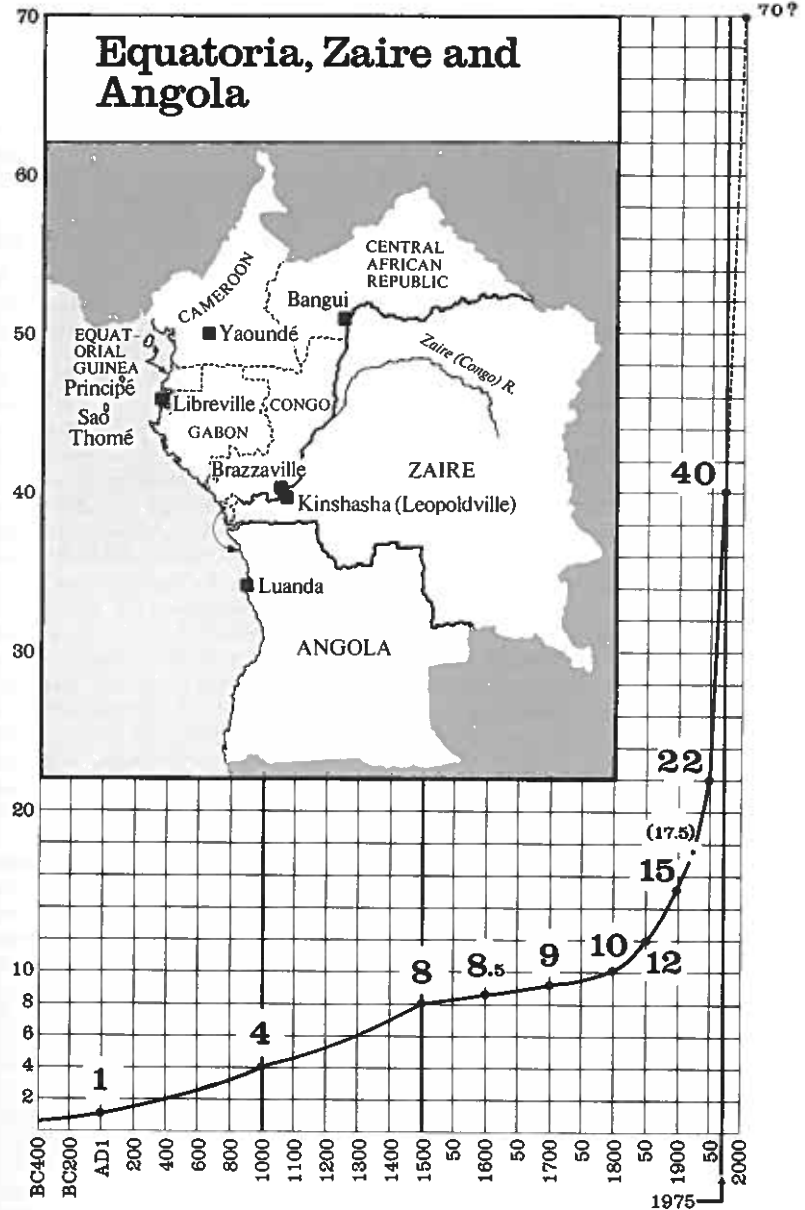 70
70?
Equatoria, Zaire and
Angola
60
CENTRAL
AFRICAN
REPUBLIC
CAMEROON
Bangui
50
Yaoundé
EQUAT-
ORIAL
GUINEA
Zaire (Congo) R.
Principé
Libreville
CONGO
Sao
Thomé
GABON
Brazzaville
ZAIRE
40
40
Kinshasha (Leopoldville)
Luanda
30
ANGOLA
22
20
(17.5)
15
10
8
8.5
9
10
12
8
6
4
4
2
1
BC400
BC200
AD1
200
400
600
800
1000
1100
1200
1300
1400
1500
50
1600
50
1700
50
1800
50
1900
50
2000
1975